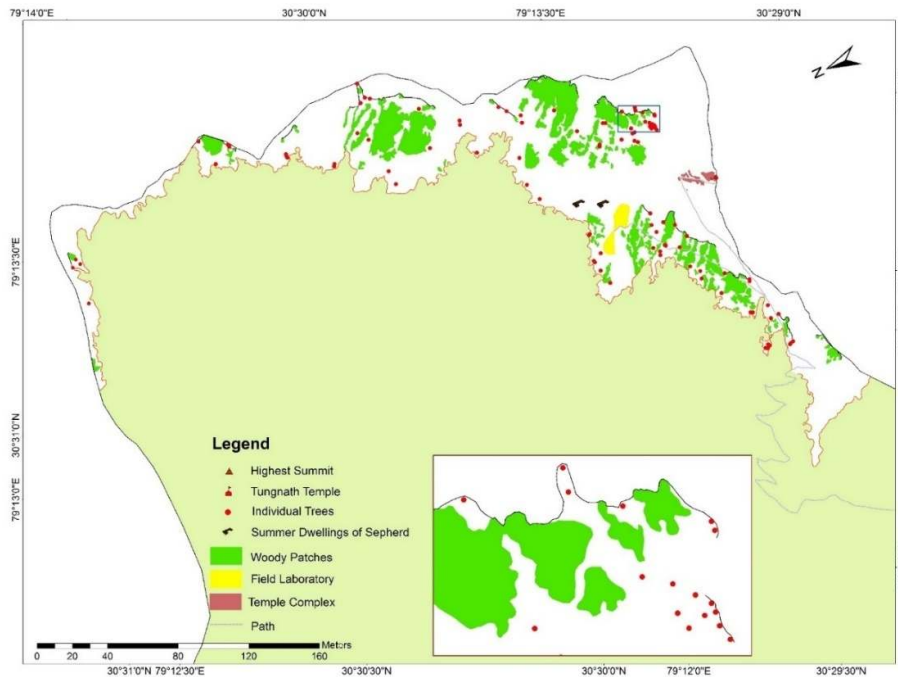 79°14'0"E 30°30'0"N 79°13'30"E 30°29'0"N
N
79°13'30"E
30°31'0"N
79°13'0"E
Legend
Highest Summit
Tungnath Temple
Individual Trees
Summer Dwellings of Sepherd
Woody Patches
Field Laboratory
Temple Complex
Path
Meters
0 20 40 80 120 160
30°31'0"N 79°12'30"E 30°30'30"N 30°30'0"N 79°12'0"E 30°29'30"N